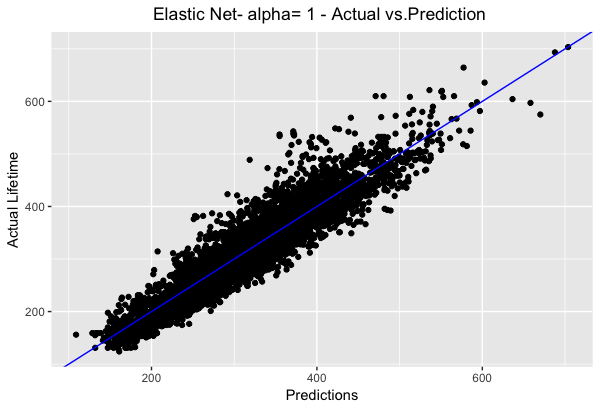 Elastic Net- alpha= 1 - Actual vs.Prediction
Actual Lifetime
600
400
200
200 400 600
Predictions